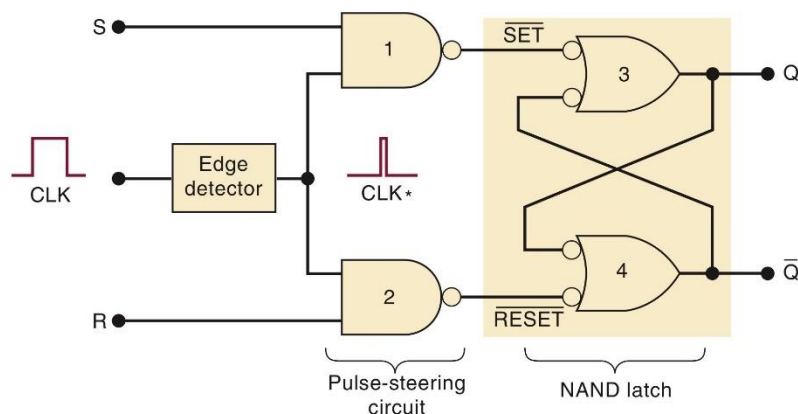 S
1
SET
3
Q
Edge
detector
CLK
CLK*
4
Q̅
2
R
RESET
Pulse-steering
circuit
NAND latch